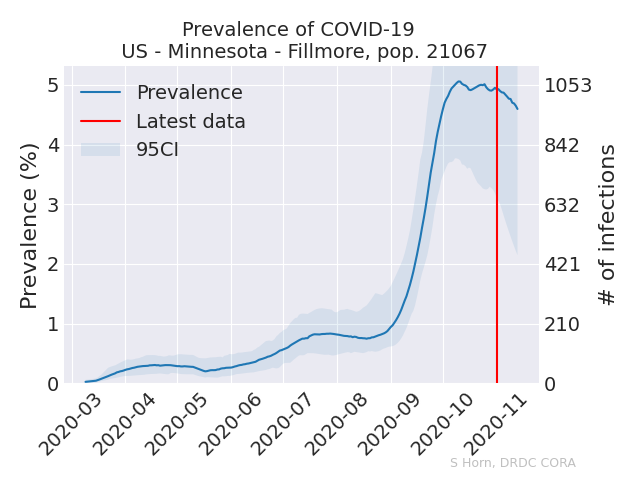 Prevalence of COVID-19
US - Minnesota - Fillmore, pop. 21067
Prevalence
Latest data
95CI
Prevalence (%)
5
4
3
2
1
0
1053
842
632
421
210
0
# of infections
2020-03
2020-04
2020-05
2020-06
2020-07
2020-08
2020-09
2020-10
2020-11
S Horn, DRDC CORA